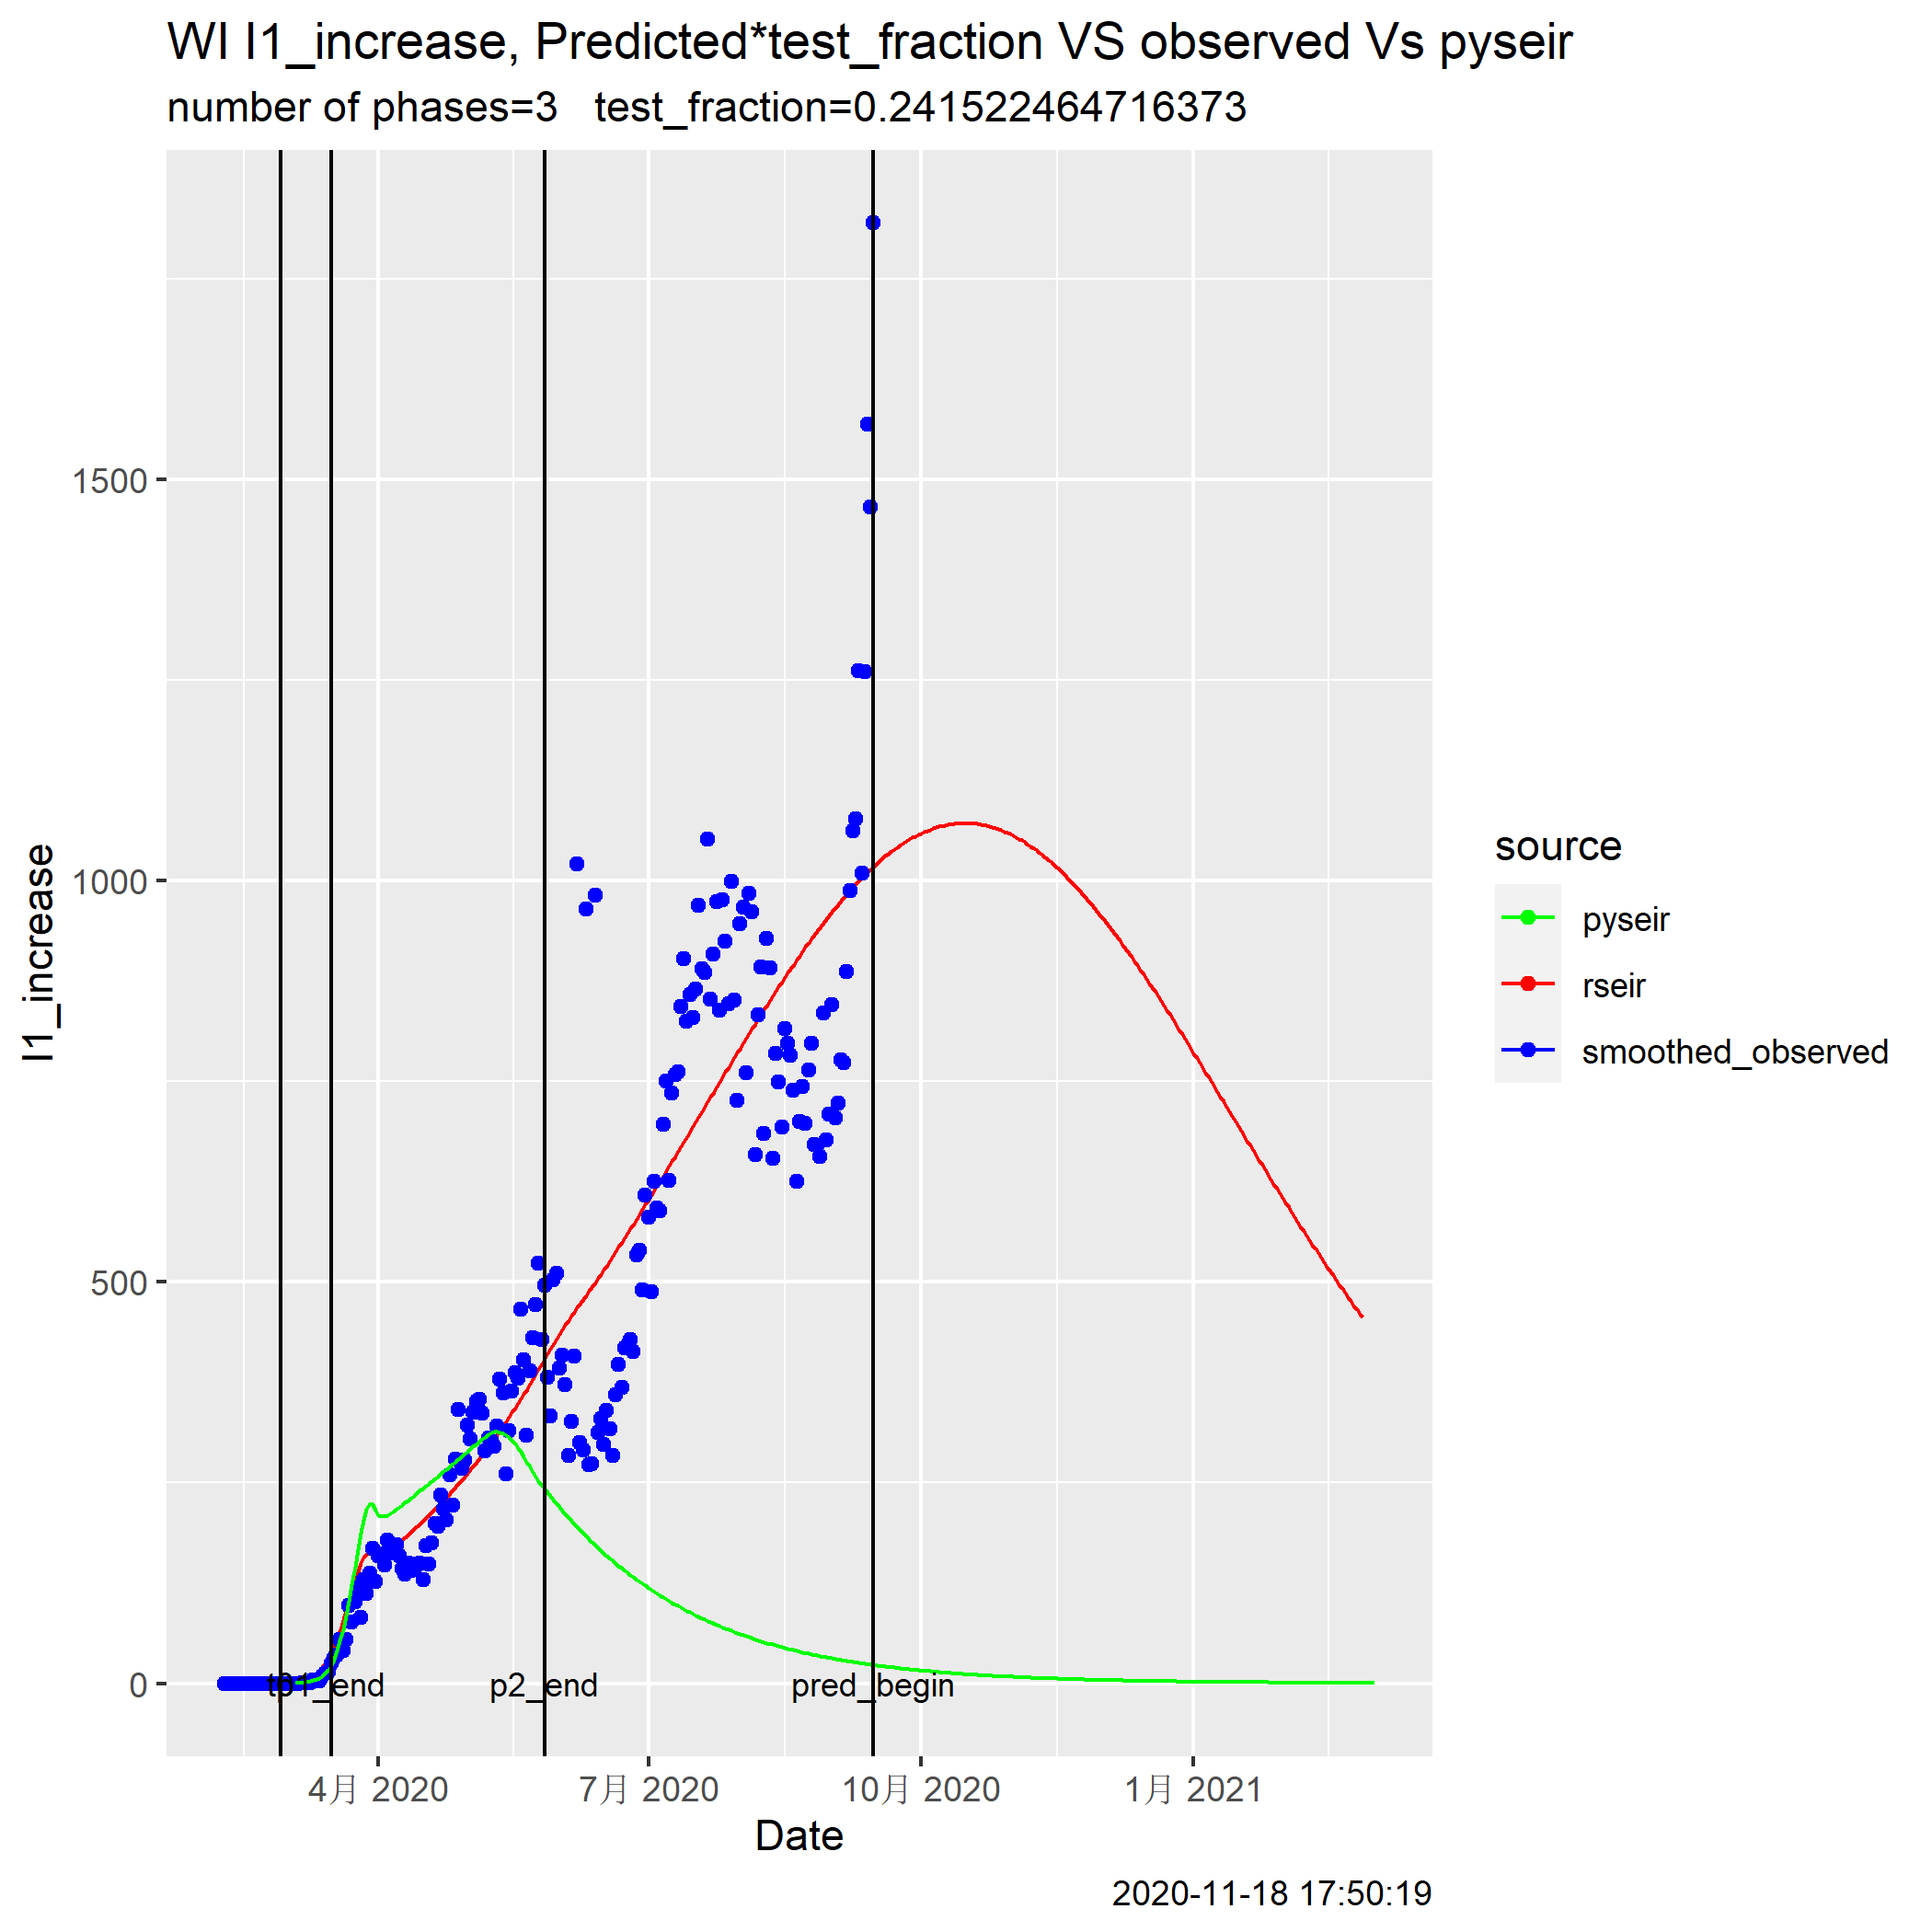 WI I1_increase, Predicted*test_fraction VS observed Vs pyseir
number of phases=3 test_fraction=0.241522464716373
I1_increase
1500
1000
500
0
p1_end
p2_end
pred_begin
4月 2020
7月 2020
10月 2020
1月 2021
Date
source
pyseir
rseir
smoothed_observed
2020-11-18 17:50:19